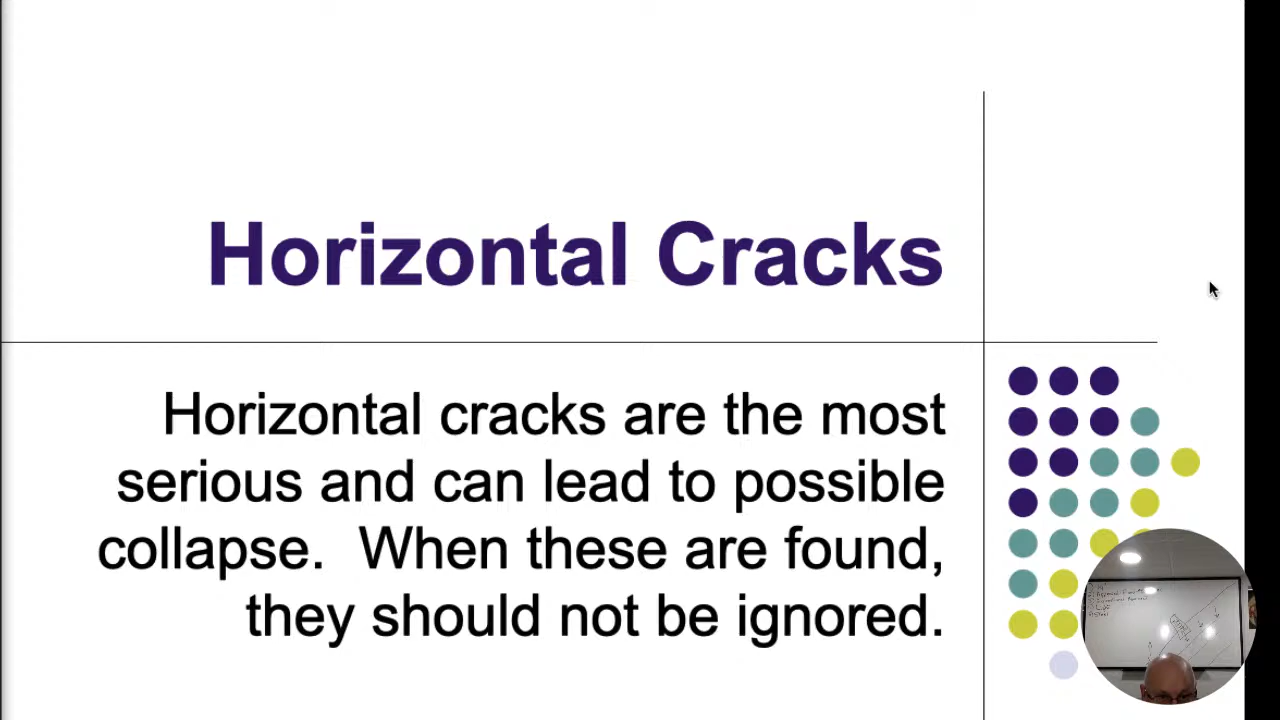 Horizontal Cracks
Horizontal cracks are the most
serious and can lead to possible
collapse.  When these are found,
they should not be ignored.